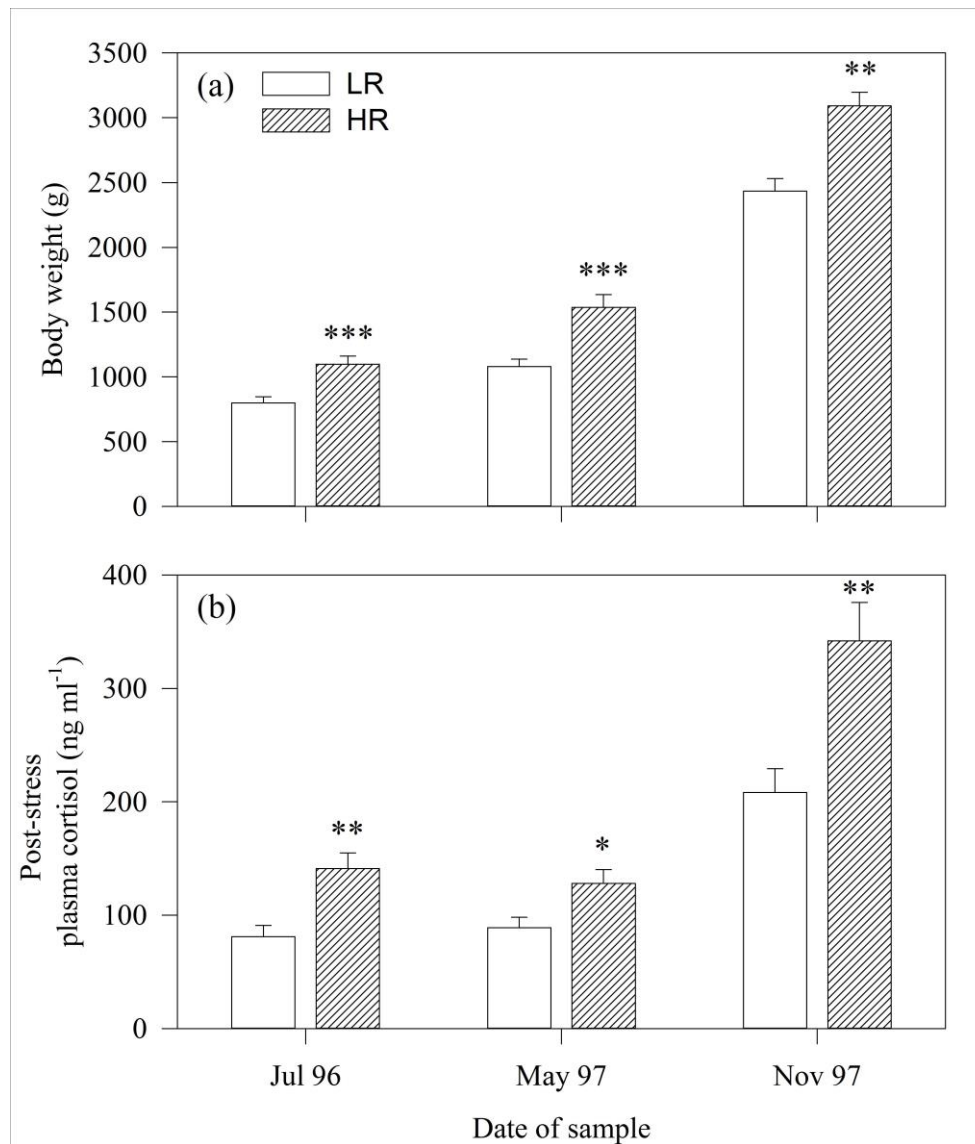 3500
(a)
LR
HR
**
3000
2500
2000
***
1500
***
1000
500
0
Body weight (g)
400
(b)
**
300
200
**
*
100
0
Post-stress
plasma cortisol (ng ml⁻¹)
Jul 96 May 97 Nov 97
Date of sample